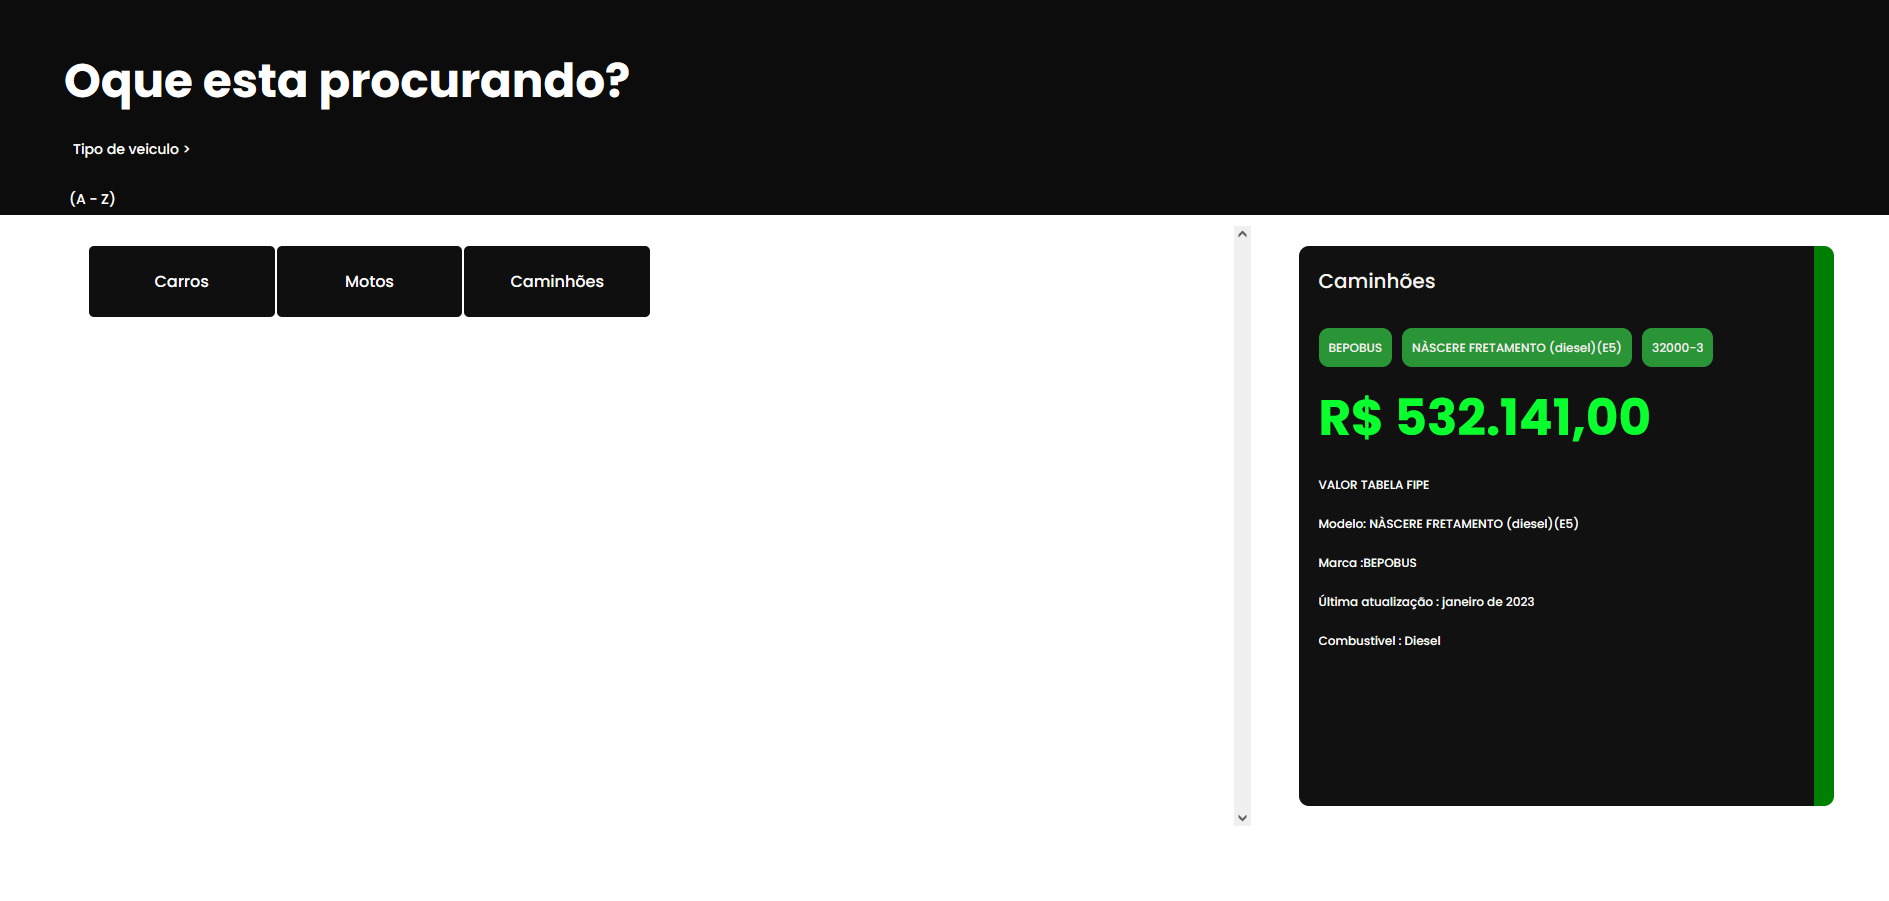 Oque esta procurando?
Tipo de veiculo >
(A - Z)
Carros Motos Caminhões
Caminhões
BEPOBUS NÀSCERE FRETAMENTO (diesel)(E5) 32000-3
R$ 532.141,00
VALOR TABELA FIPE
Modelo: NÀSCERE FRETAMENTO (diesel)(E5)
Marca :BEPOBUS
Última atualização : janeiro de 2023
Combustivel : Diesel